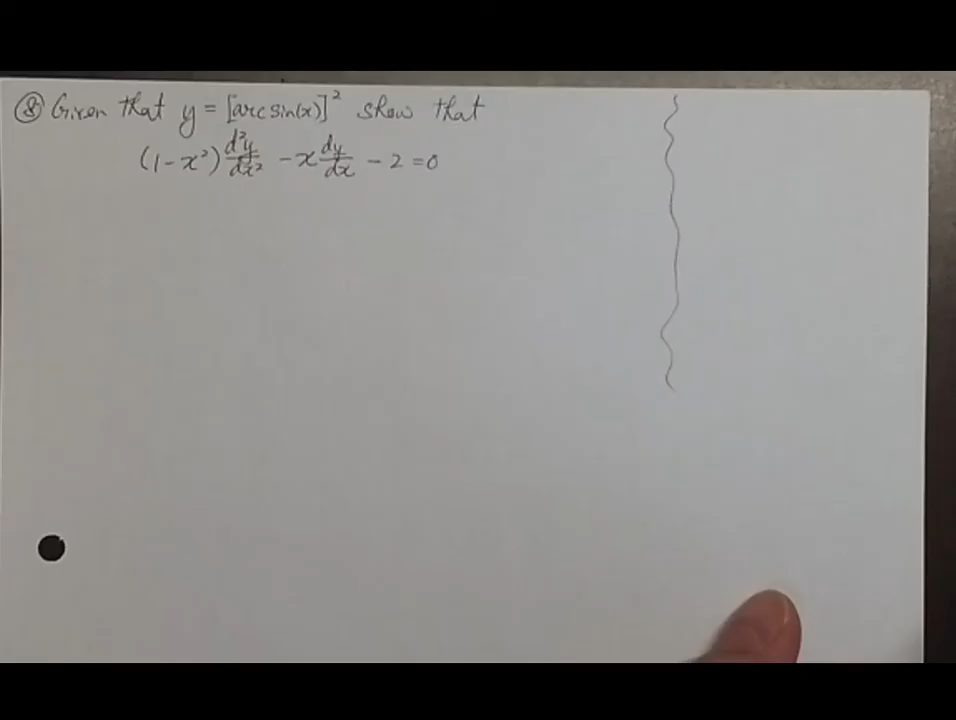 ⑧ Given that y = [arcsin(x)]² show that
(1 - x²) d²y/dx² - x dy/dx - 2 = 0